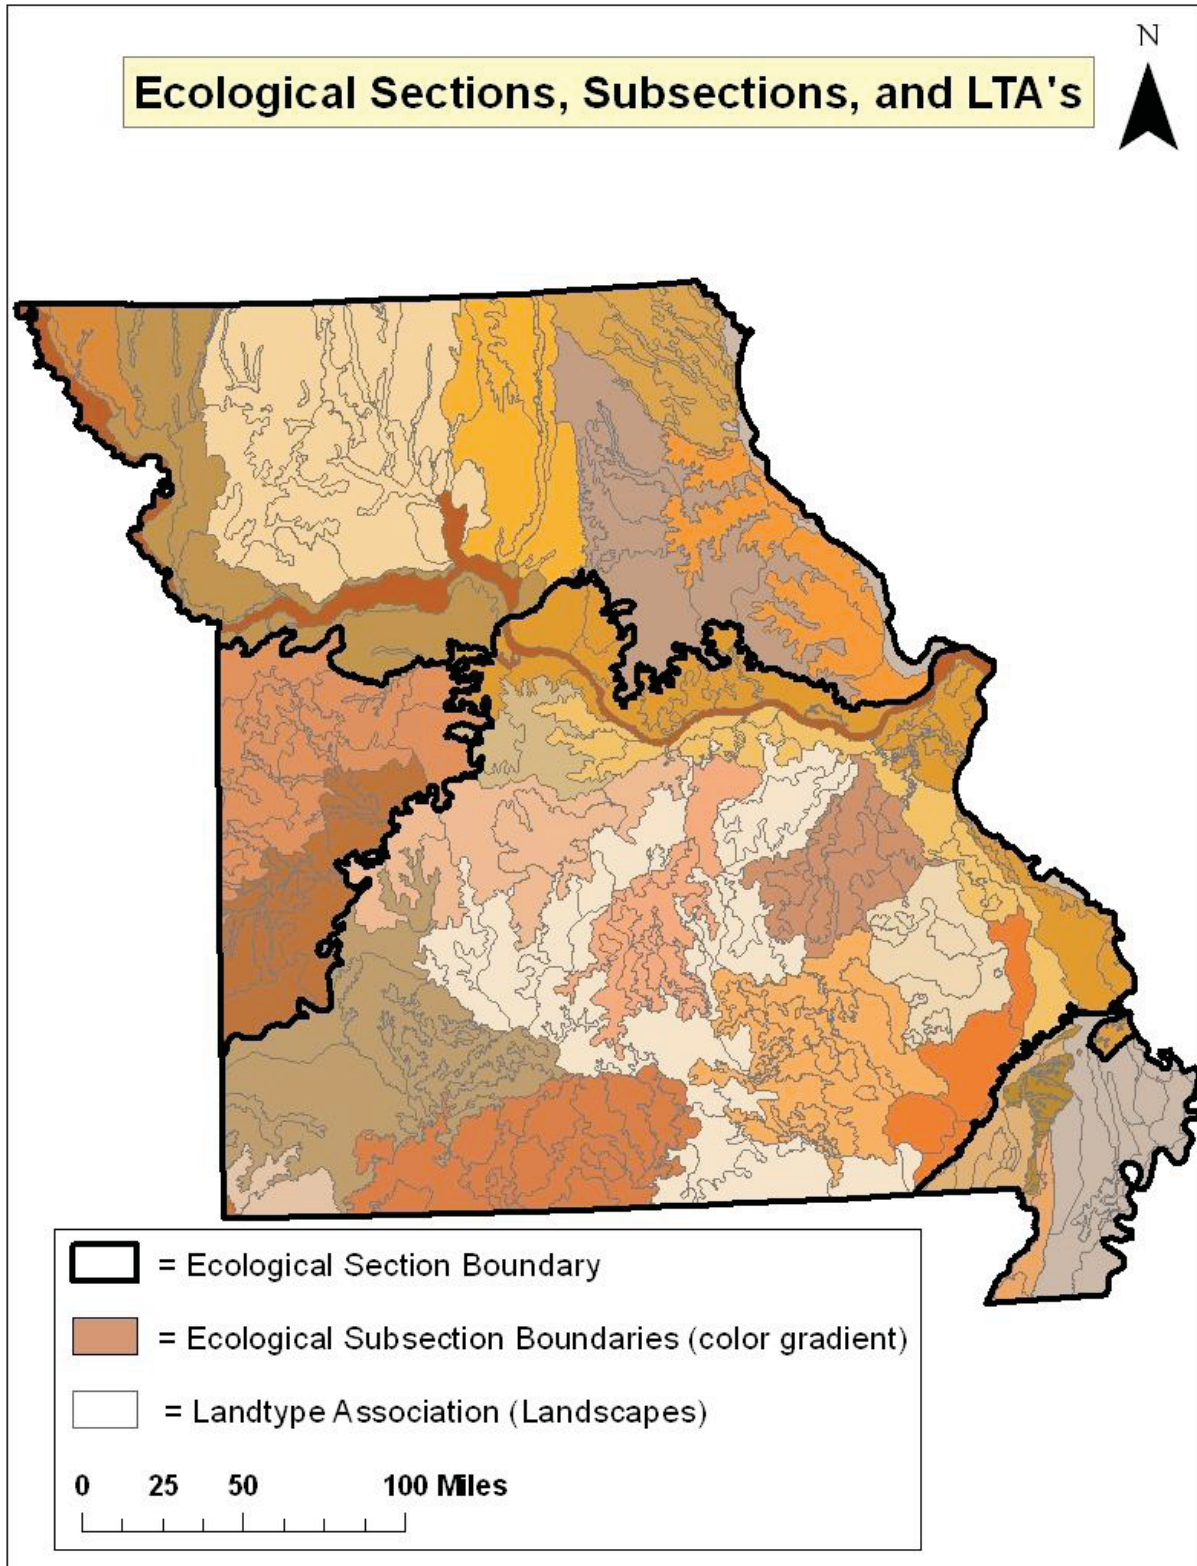 N
Ecological Sections, Subsections, and LTA's
= Ecological Section Boundary
= Ecological Subsection Boundaries (color gradient)
= Landtype Association (Landscapes)
0 25 50 100 Miles